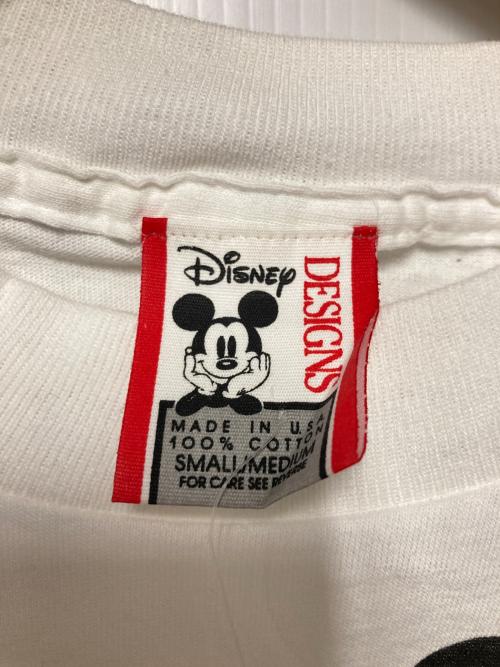 Disney
DESIGNS
MADE IN U.S.
100% COTTON
SMALL/MEDIUM
FOR CARE SEE REVERSE